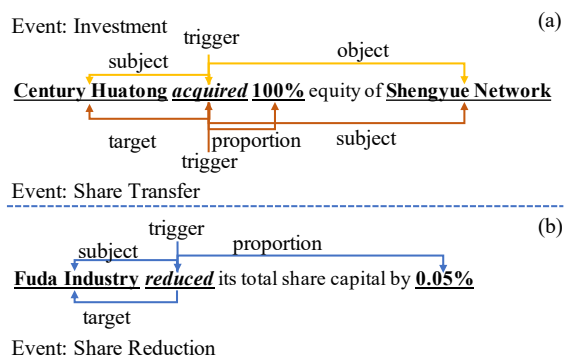 Event: Investment
(a)
trigger
subject
object
Century Huatong acquired 100% equity of Shengyue Network
target
proportion
subject
trigger
Event: Share Transfer
(b)
trigger
subject
proportion
Fuda Industry reduced its total share capital by 0.05%
target
Event: Share Reduction